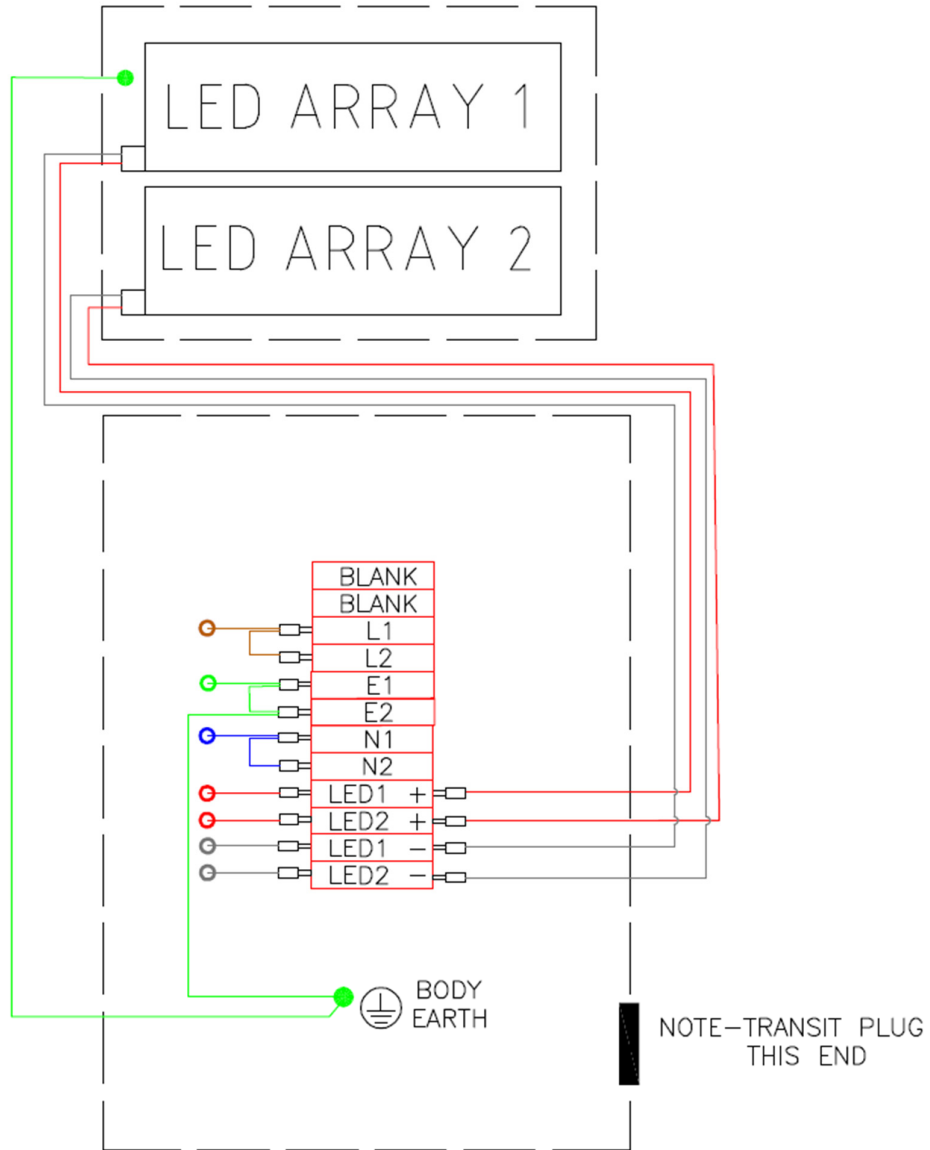 LED ARRAY 1
LED ARRAY 2
BLANK
BLANK
L1
L2
E1
E2
N1
N2
LED1 +
LED2 +
LED1 −
LED2 −
BODY
EARTH
NOTE-TRANSIT PLUG
THIS END